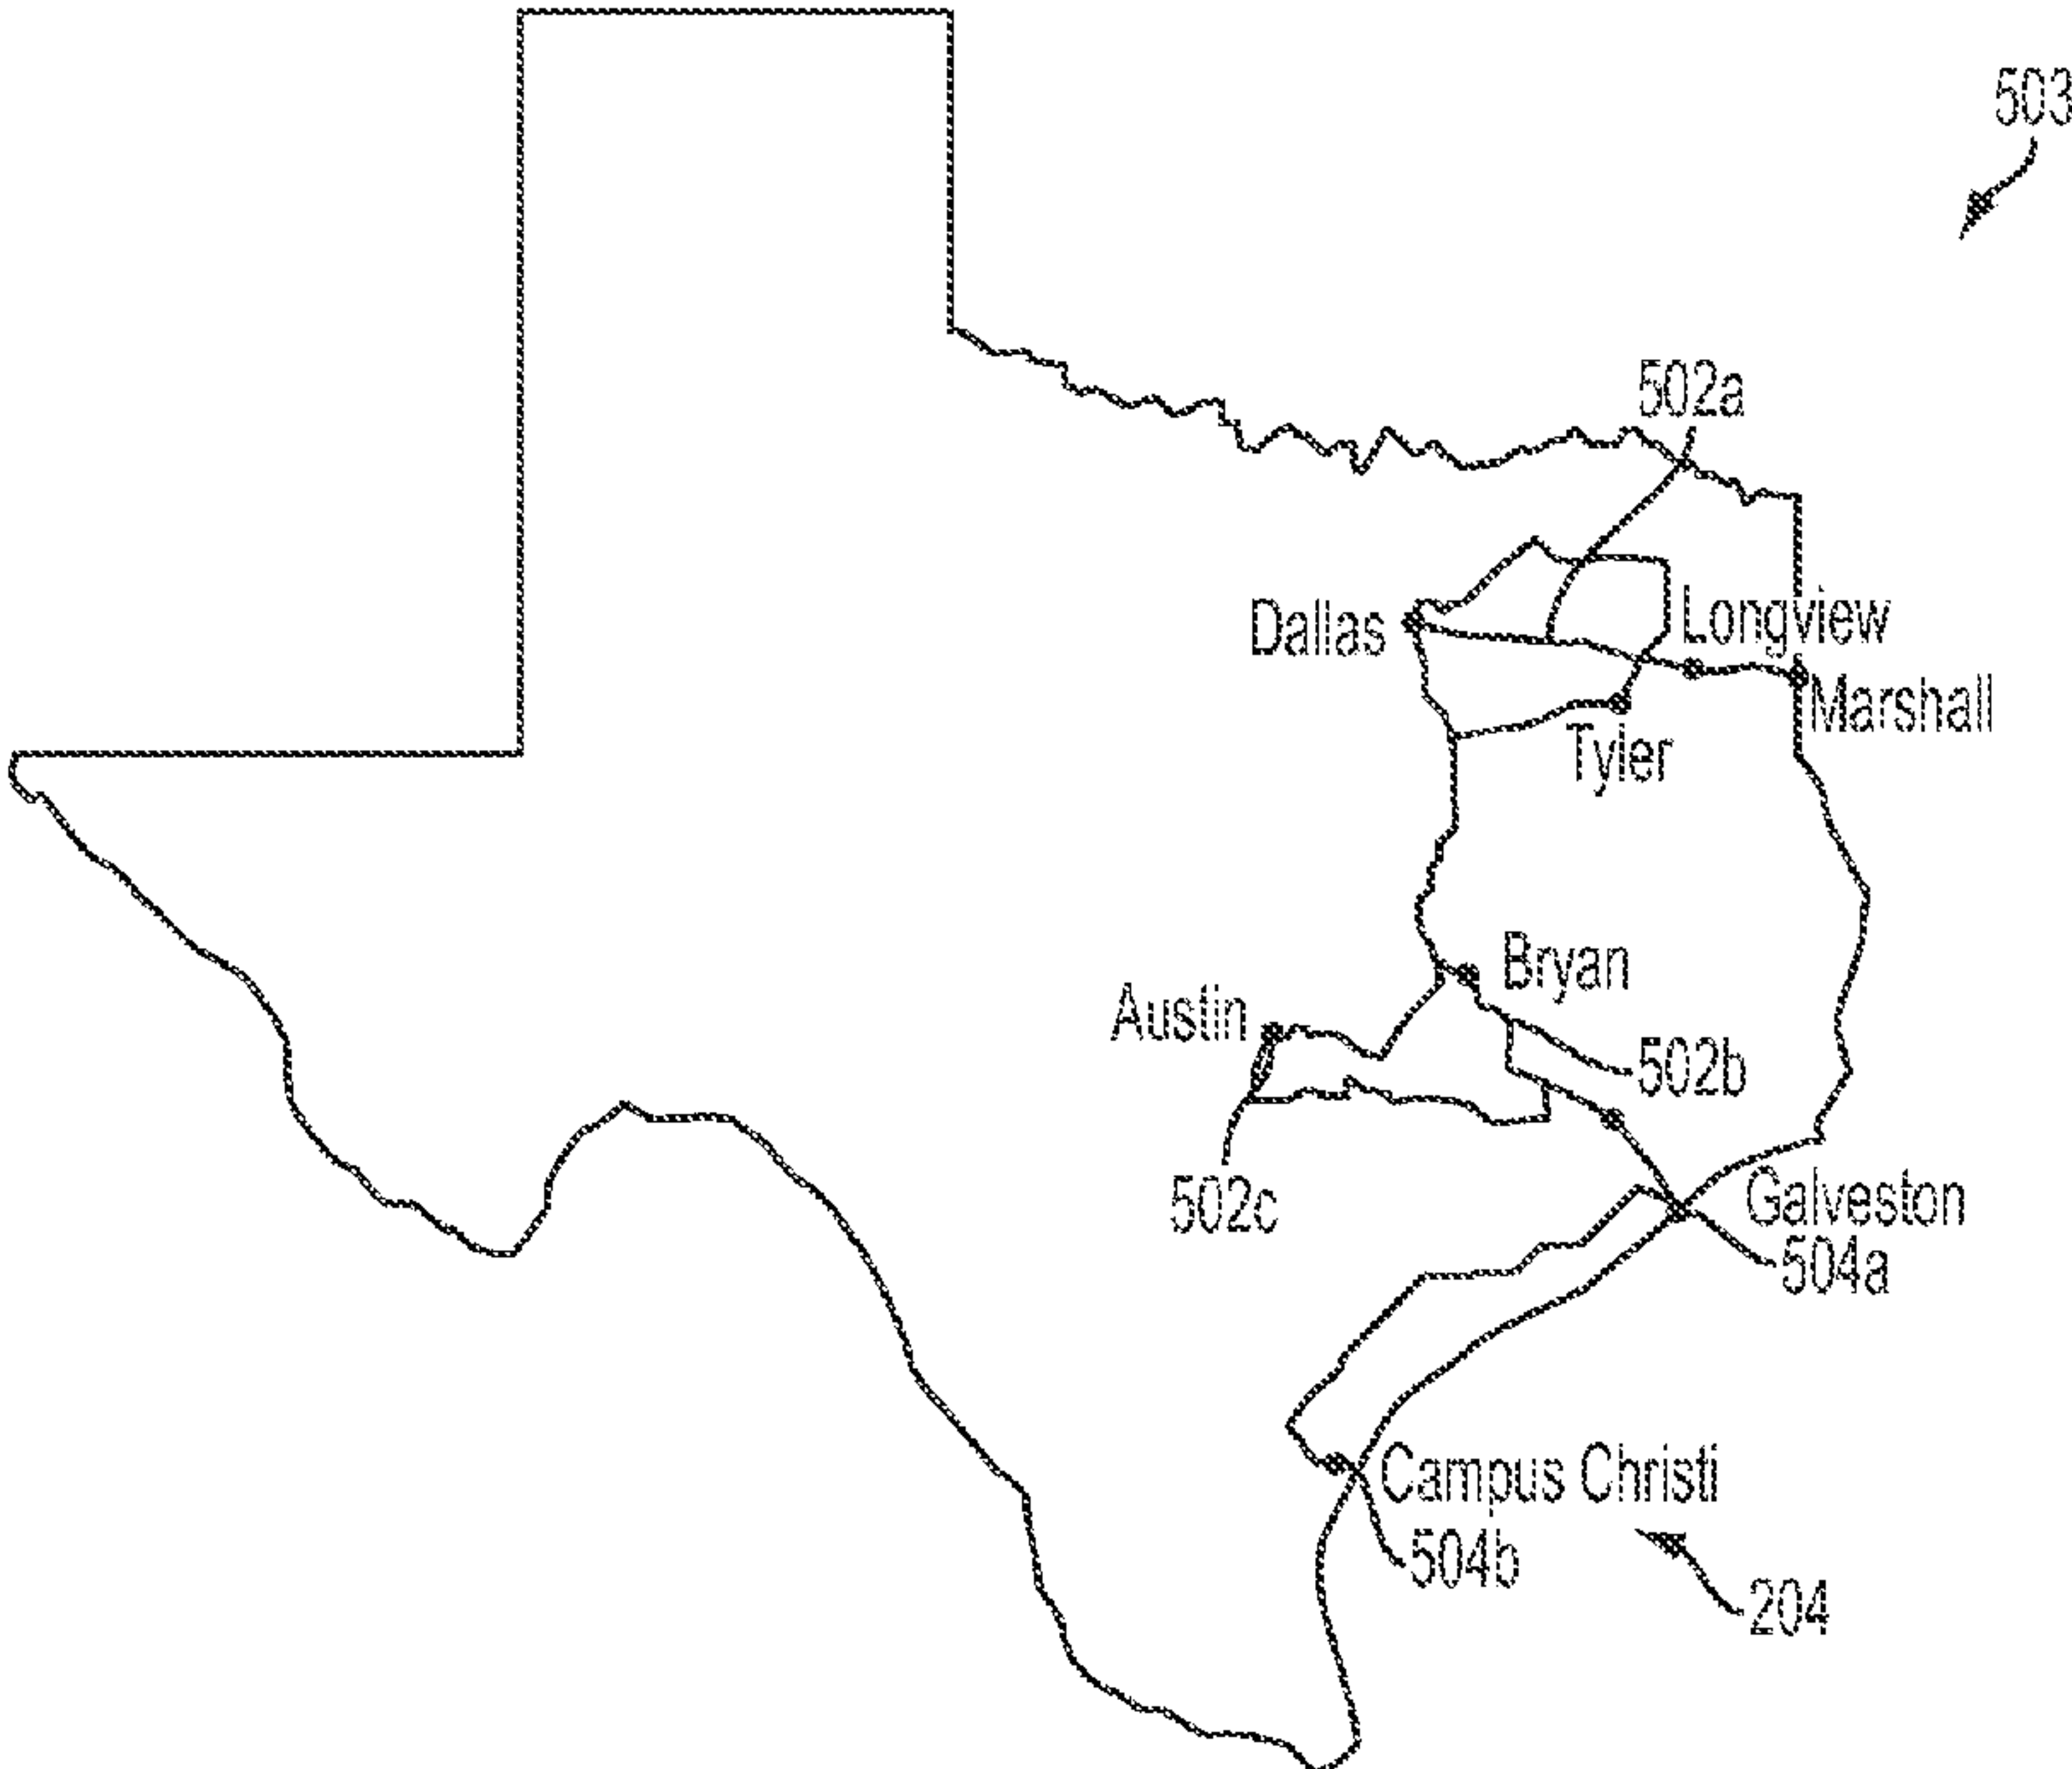 503
502a
Longview
Dallas
Marshall
Tyler
Bryan
Austin
502b
502c
Galveston
504a
Campus Christi
504b
204